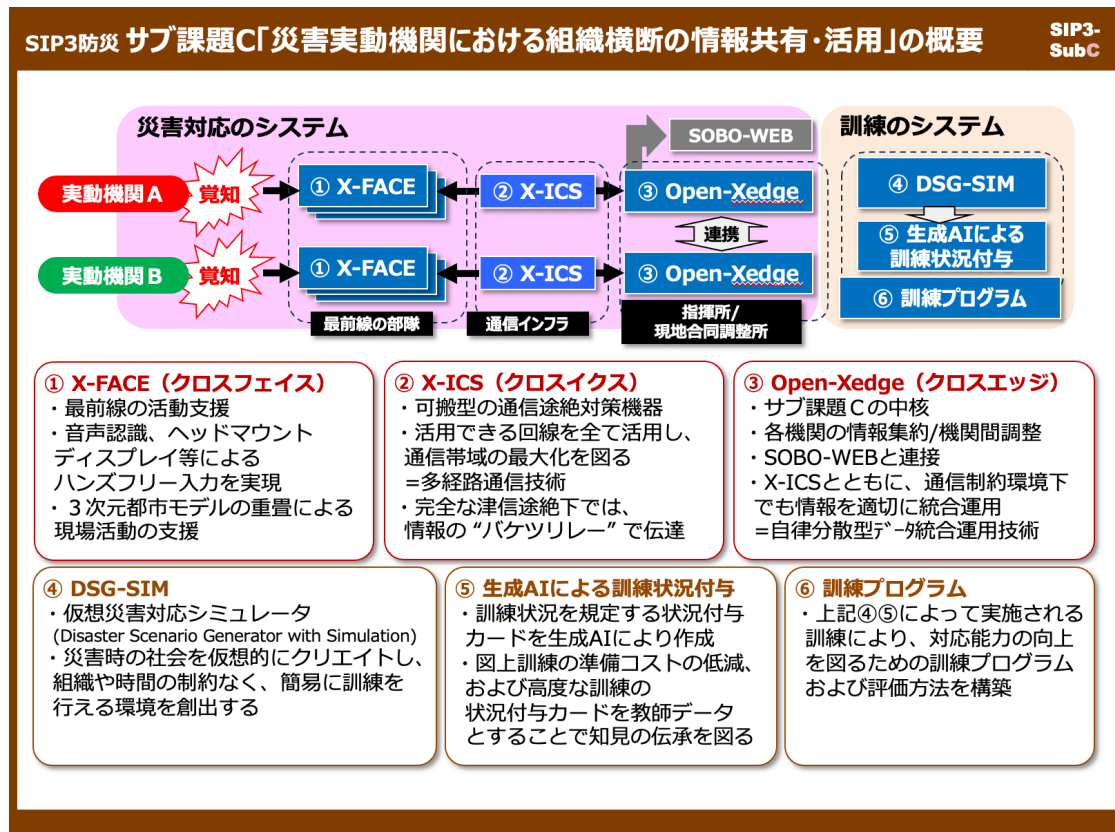 SIP3防災 サブ課題C「災害実動機関における組織横断の情報共有・活用」の概要
SIP3-
SubC
災害対応のシステム
SOBO-WEB
訓練のシステム
実動機関A
覚知
① X-FACE
② X-ICS
③ Open-Xedge
連携
実動機関B
覚知
① X-FACE
② X-ICS
③ Open-Xedge
最前線の部隊
通信インフラ
指揮所/
現地合同調整所
④ DSG-SIM
⑤ 生成AIによる
訓練状況付与
⑥ 訓練プログラム
① X-FACE（クロスフェイス）
・最前線の活動支援
・音声認識、ヘッドマウント
ディスプレイ等による
ハンズフリー入力を実現
・３次元都市モデルの重畳による
現場活動の支援
② X-ICS（クロスイクス）
・可搬型の通信途絶対策機器
・活用できる回線を全て活用し、
通信帯域の最大化を図る
=多経路通信技術
・完全な津信途絶下では、
情報の “バケツリレー” で伝達
③ Open-Xedge（クロスエッジ）
・サブ課題Ｃの中核
・各機関の情報集約/機関間調整
・SOBO-WEBと連接
・X-ICSとともに、通信制約環境下
でも情報を適切に統合運用
=自律分散型ﾃﾞｰﾀ統合運用技術
④ DSG-SIM
・仮想災害対応シミュレータ
(Disaster Scenario Generator with Simulation)
・災害時の社会を仮想的にクリエイトし、
組織や時間の制約なく、簡易に訓練を
行える環境を創出する
⑤ 生成AIによる訓練状況付与
・訓練状況を規定する状況付与
カードを生成AIにより作成
・図上訓練の準備コストの低減、
および高度な訓練の
状況付与カードを教師データ
とすることで知見の伝承を図る
⑥ 訓練プログラム
・上記④⑤によって実施される
訓練により、対応能力の向上
を図るための訓練プログラム
および評価方法を構築